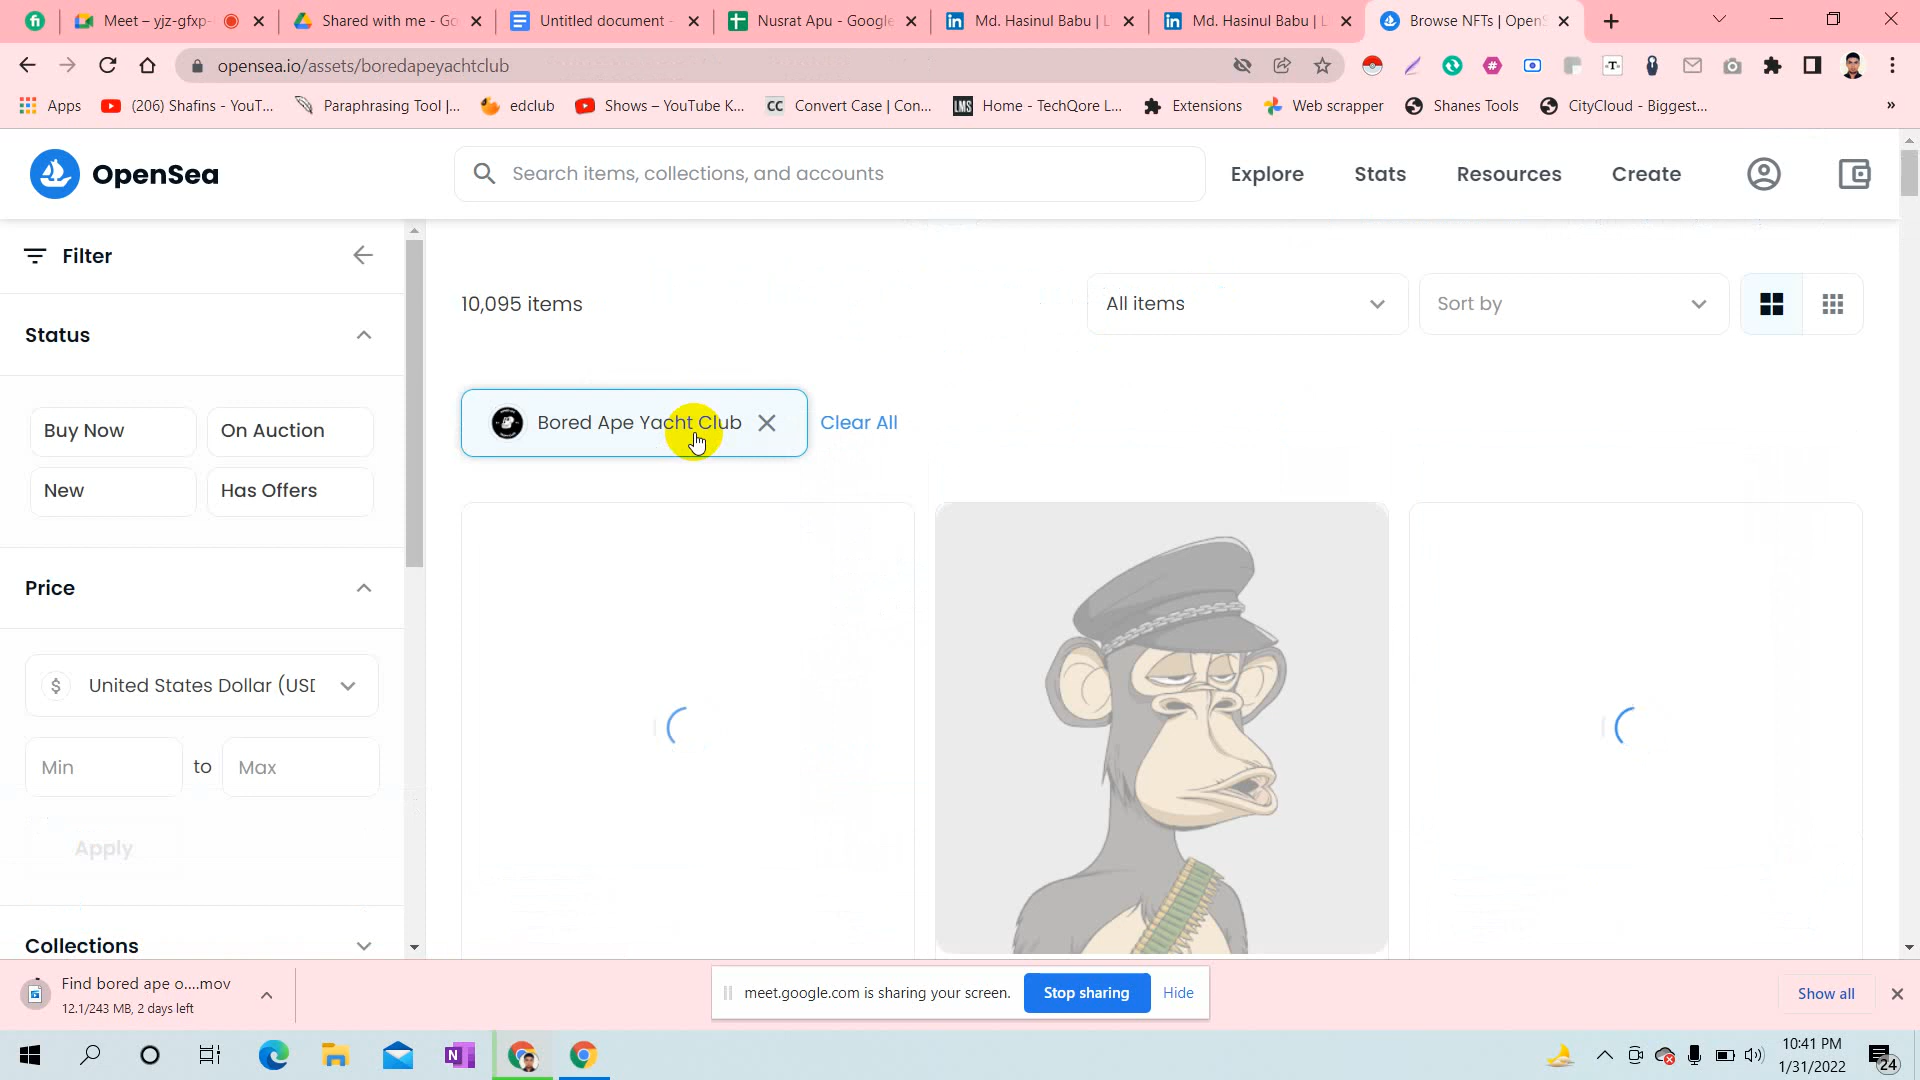 Meet – yjz-gfxp-
Shared with me - Go
Untitled document -
Nusrat Apu - Google
Md. Hasinul Babu | L
Md. Hasinul Babu | L
Browse NFTs | OpenS
opensea.io/assets/boredapeyachtclub
Apps
(206) Shafins - YouT...
Paraphrasing Tool |...
edclub
Shows – YouTube K...
CC Convert Case | Con...
LMS Home - TechQore L...
Extensions
Web scrapper
Shanes Tools
CityCloud - Biggest...
»
OpenSea
Search items, collections, and accounts
Explore
Stats
Resources
Create
Filter
10,095 items
All items
Sort by
Status
Bored Ape Yacht Club
Clear All
Buy Now
On Auction
New
Has Offers
Price
$ United States Dollar (USD
Min
to
Max
Apply
Collections
Find bored ape o....mov
12.1/243 MB, 2 days left
meet.google.com is sharing your screen.
Stop sharing
Hide
Show all
10:41 PM
1/31/2022
24